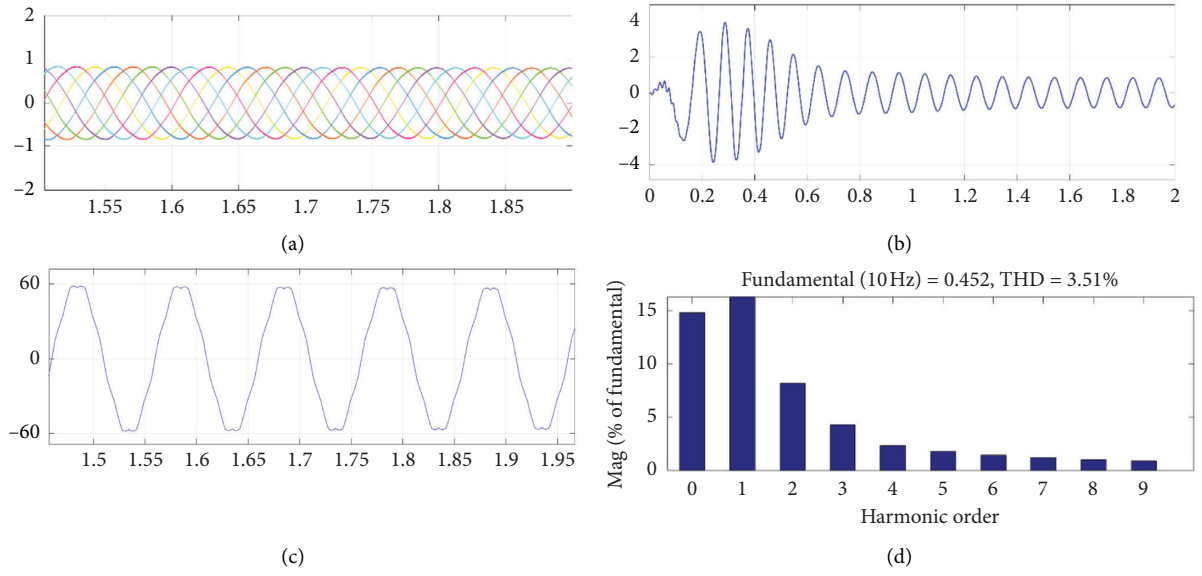 2
1
0
−1
−2
1.55 1.6 1.65 1.7 1.75 1.8 1.85
(a)
4
2
0
−2
−4
0 0.2 0.4 0.6 0.8 1 1.2 1.4 1.6 1.8 2
(b)
60
0
−60
1.5 1.55 1.6 1.65 1.7 1.75 1.8 1.85 1.9 1.95
(c)
Fundamental (10 Hz) = 0.452, THD = 3.51%
Mag (% of fundamental)
15
10
5
0
0 1 2 3 4 5 6 7 8 9
Harmonic order
(d)